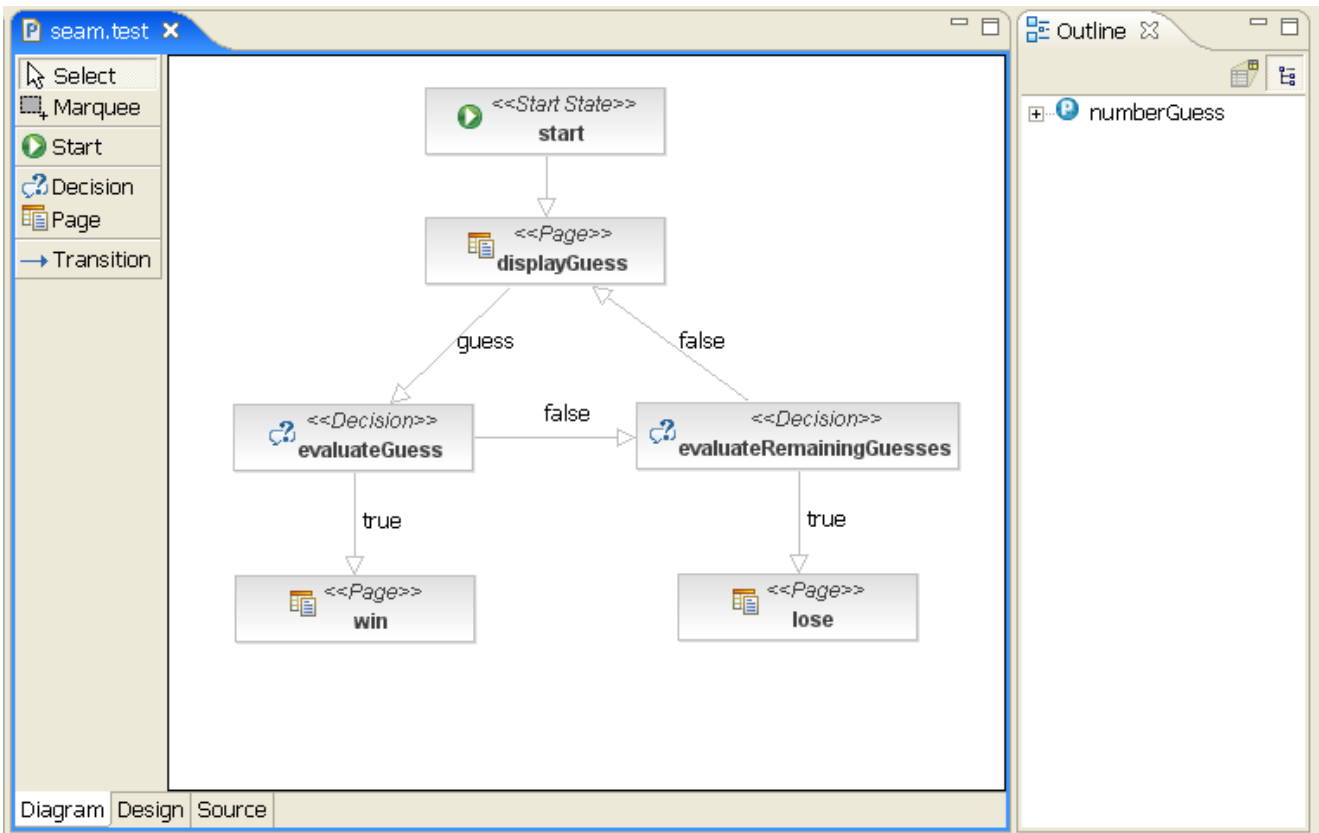 seam.test
Outline
Select
Marquee
Start
Decision
Page
Transition
<<Start State>>
start
<<Page>>
displayGuess
guess
false
<<Decision>>
evaluateGuess
false
<<Decision>>
evaluateRemainingGuesses
true
true
<<Page>>
win
<<Page>>
lose
numberGuess
Diagram
Design
Source